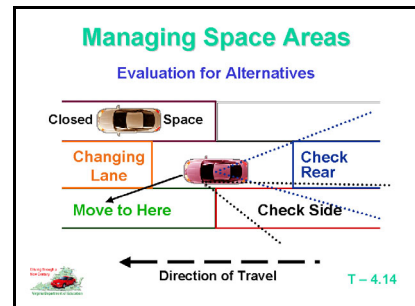 Managing Space Areas
Evaluation for Alternatives
Closed Space
Changing
Lane
Check
Rear
Move to Here
Check Side
Direction of Travel
T – 4.14